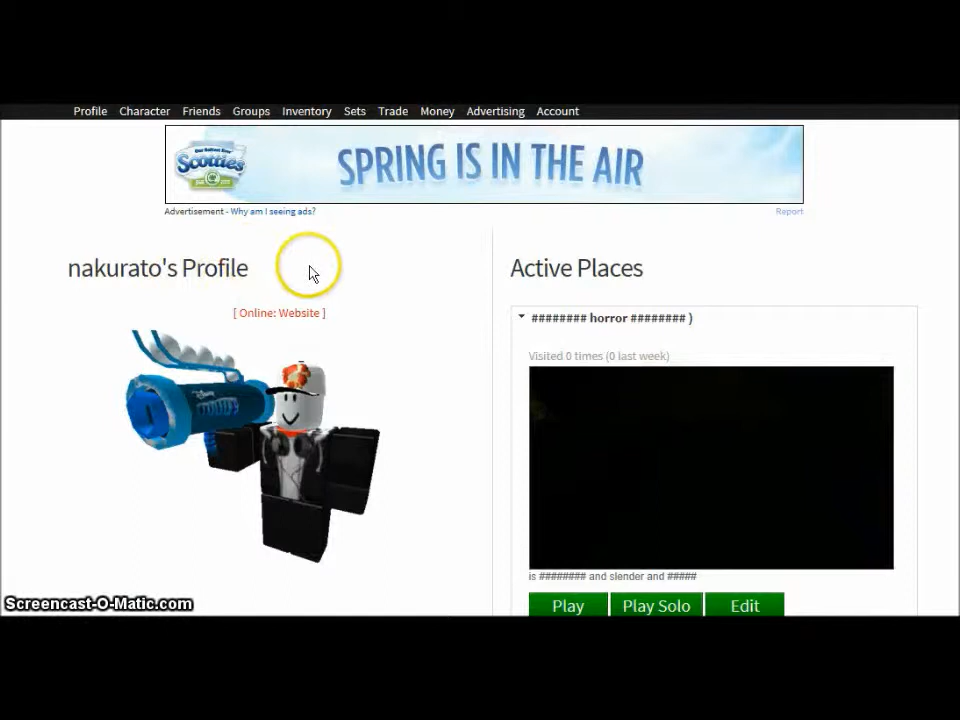 Profile Character Friends Groups Inventory Sets Trade Money Advertising Account
Scotties
SPRING IS IN THE AIR
Advertisement - Why am I seeing ads?
Report
nakurato's Profile
[ Online: Website ]
Active Places
######## horror ######## )
Visited 0 times (0 last week)
is ######## and slender and #####
Play
Play Solo
Edit
Screencast-O-Matic.com